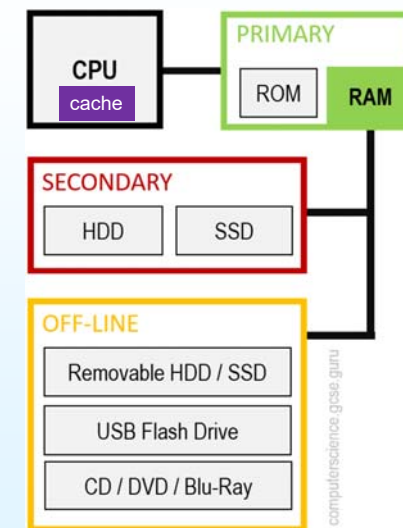 CPU
cache
PRIMARY
ROM
RAM
SECONDARY
HDD
SSD
OFF-LINE
Removable HDD / SSD
USB Flash Drive
CD / DVD / Blu-Ray
computerscience.gcse.guru